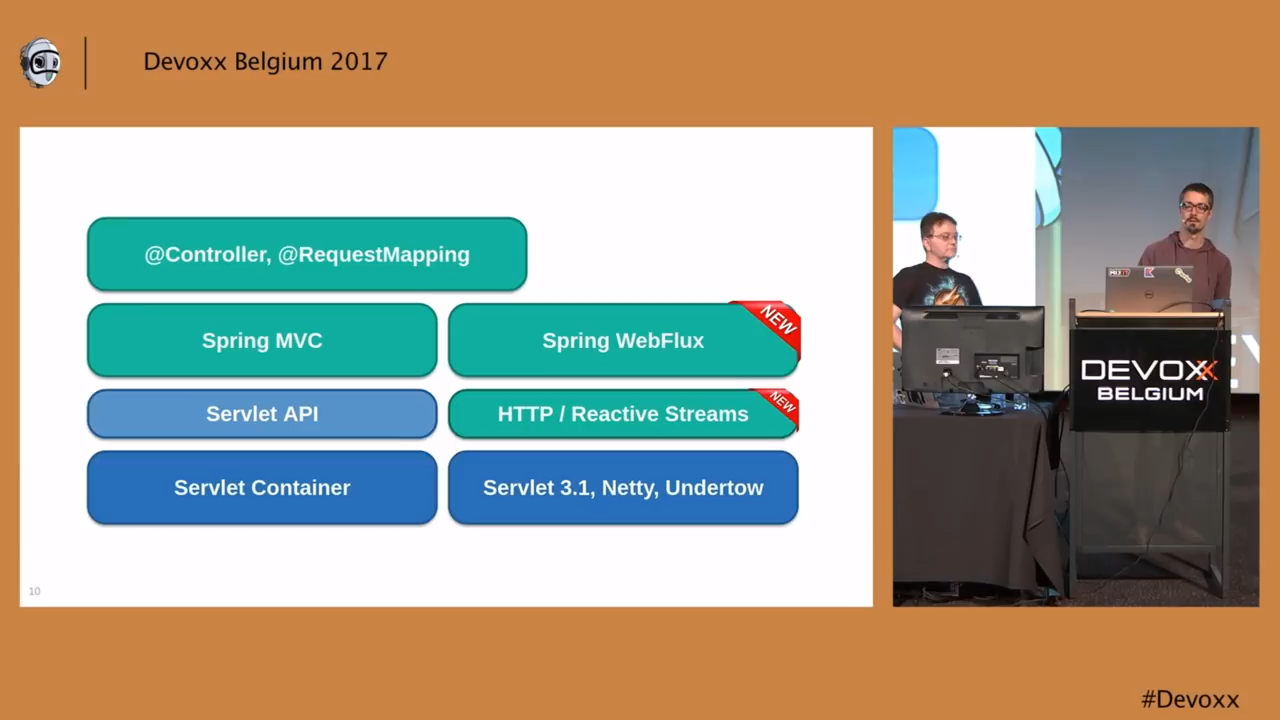 Devoxx Belgium 2017
@Controller, @RequestMapping
Spring MVC
Spring WebFlux
NEW
Servlet API
HTTP / Reactive Streams
NEW
Servlet Container
Servlet 3.1, Netty, Undertow
10
DEVOXX
BELGIUM
#Devoxx